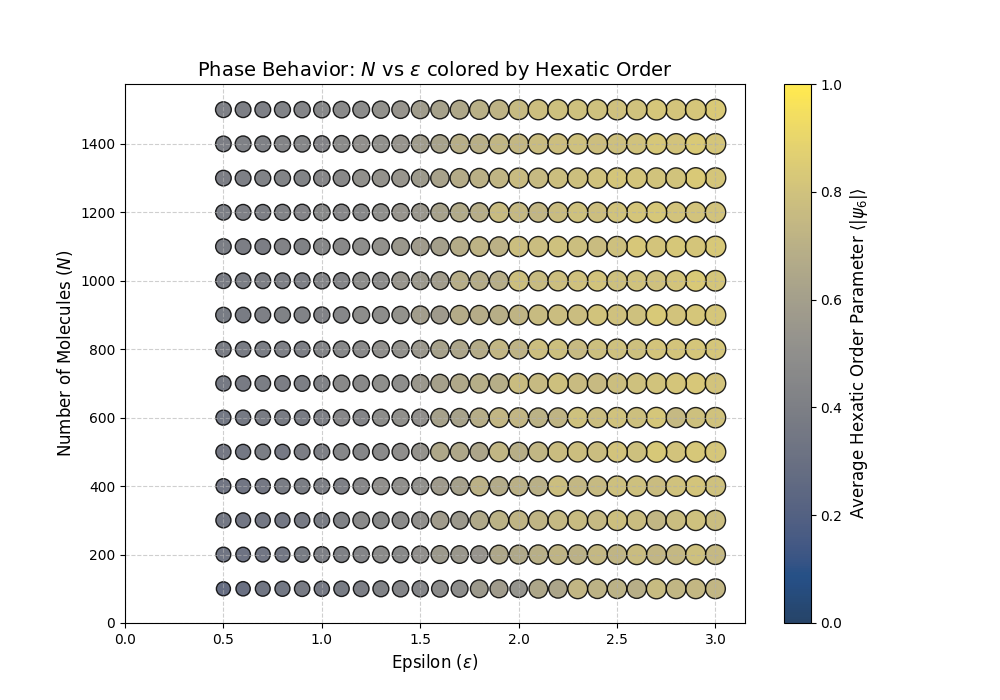 Phase Behavior: N vs ε colored by Hexatic Order
1400
1200
1000
800
600
400
200
0
Number of Molecules (N)
0.0 0.5 1.0 1.5 2.0 2.5 3.0
Epsilon (ε)
1.0
0.8
0.6
0.4
0.2
0.0
Average Hexatic Order Parameter ⟨|ψ₆|⟩